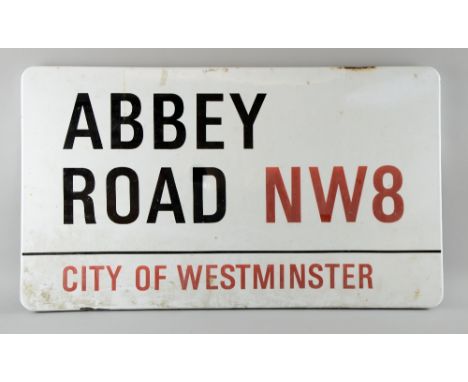 ABBEY
ROAD NW8
CITY OF WESTMINSTER